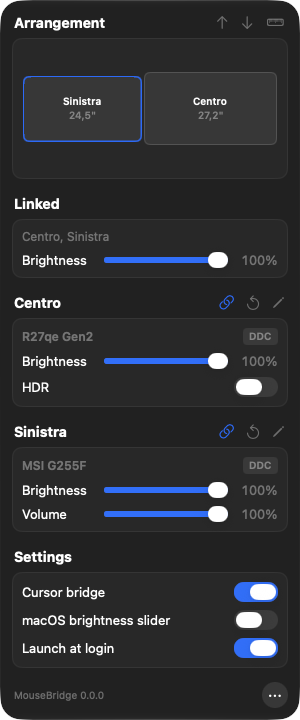 Arrangement
Sinistra
24,5"
Centro
27,2"
Linked
Centro, Sinistra
Brightness 100%
Centro
R27qe Gen2 DDC
Brightness 100%
HDR
Sinistra
MSI G255F DDC
Brightness 100%
Volume 100%
Settings
Cursor bridge
macOS brightness slider
Launch at login
MouseBridge 0.0.0